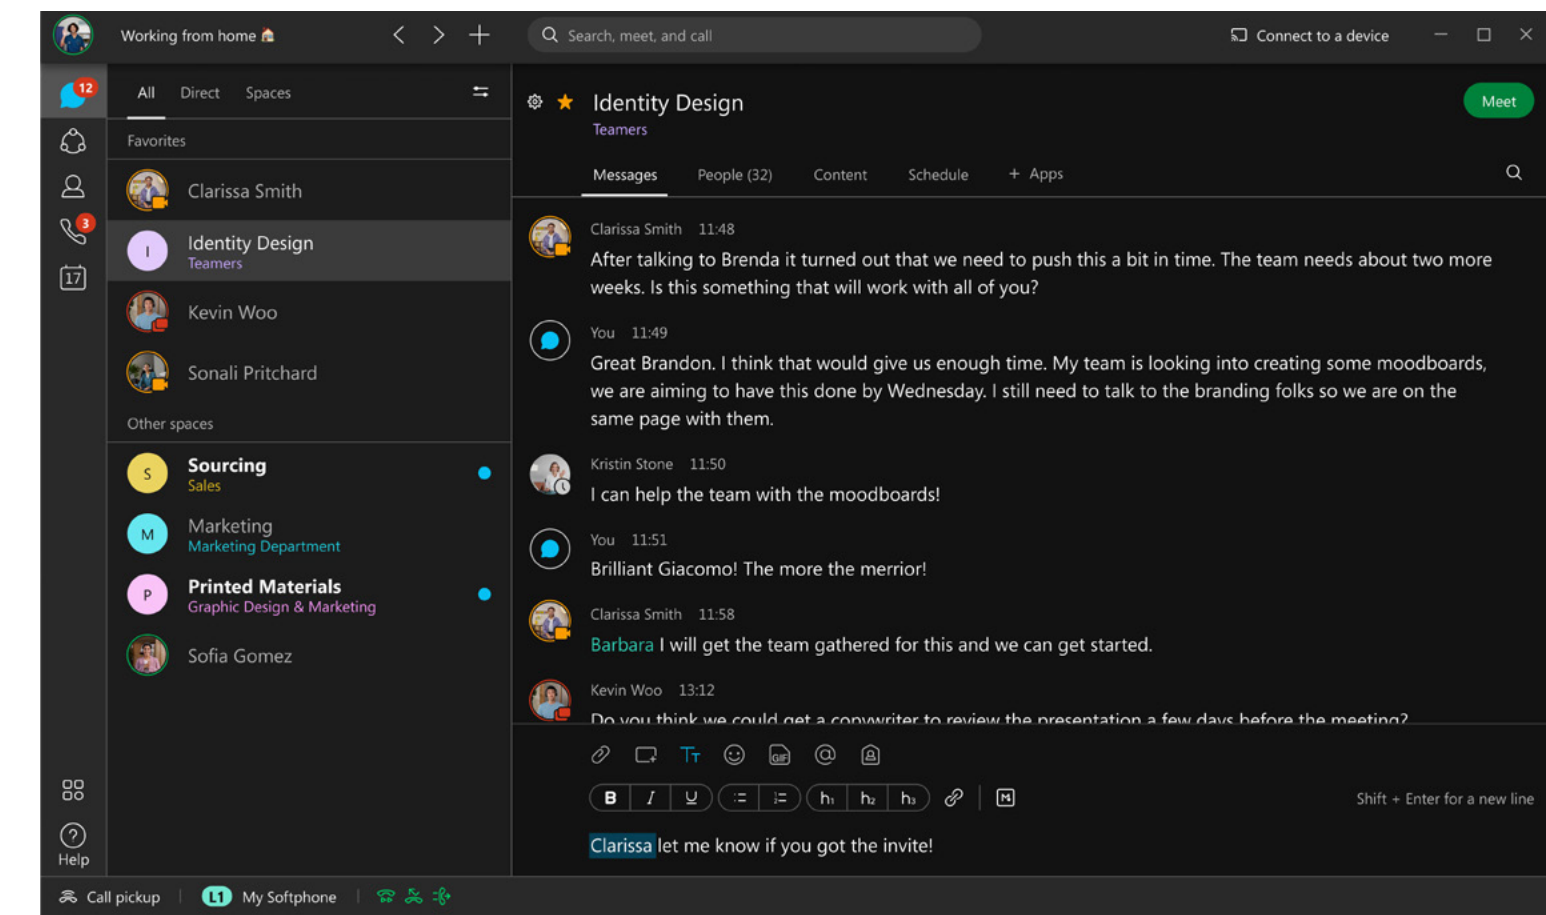 Working from home
Search, meet, and call
Connect to a device
12
3
17
Help
All Direct Spaces
Favorites
Clarissa Smith
I
Identity Design
Teamers
Kevin Woo
Sonali Pritchard
Other spaces
S
Sourcing
Sales
M
Marketing
Marketing Department
P
Printed Materials
Graphic Design & Marketing
Sofia Gomez
Identity Design
Teamers
Meet
Messages People (32) Content Schedule + Apps
Clarissa Smith 11:48
After talking to Brenda it turned out that we need to push this a bit in time. The team needs about two more
weeks. Is this something that will work with all of you?
You 11:49
Great Brandon. I think that would give us enough time. My team is looking into creating some moodboards,
we are aiming to have this done by Wednesday. I still need to talk to the branding folks so we are on the
same page with them.
Kristin Stone 11:50
I can help the team with the moodboards!
You 11:51
Brilliant Giacomo! The more the merrior!
Clarissa Smith 11:58
Barbara I will get the team gathered for this and we can get started.
Kevin Woo 13:12
Do you think we could get a copywriter to review the presentation a few days before the meeting?
TT GIF @
B I U h1 h2 h3 M
Shift + Enter for a new line
Clarissa let me know if you got the invite!
Call pickup L1 My Softphone